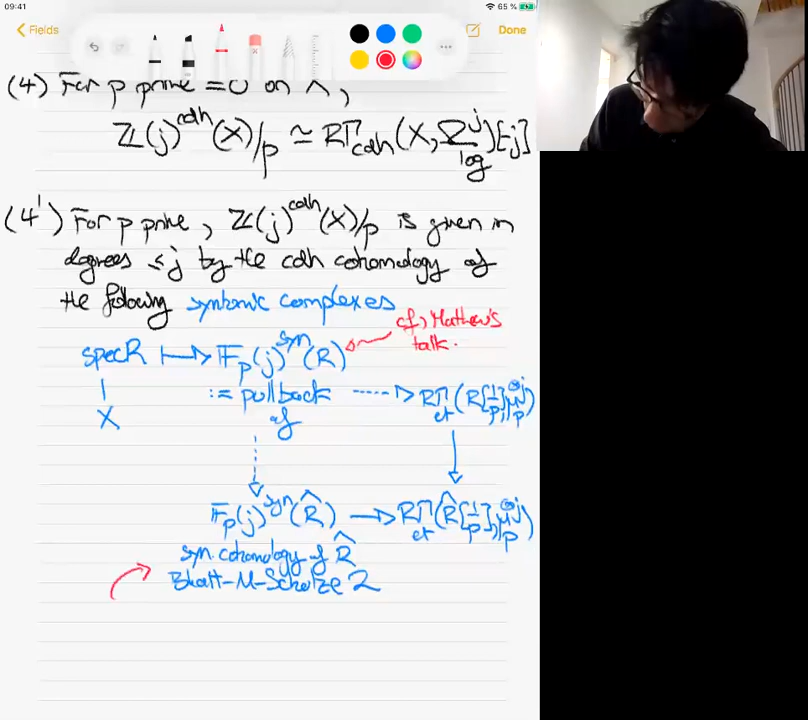 09:41
65 %
Fields
Done
(4) For p prime = 0 on Λ,
ℤ(j)^cdh(X)/p ≃ RΓ_cdh(X, Ω^j_log)[-j]
(4') For p prime, ℤ(j)^cdh(X)/p is given in
degrees ≤ j by the cdh cohomology of
the following syntomic complexes
cf, Mathew's
talk.
Spec R ↦ 𝔽_p(j)^syn(R)
:= pullback ⇢ RΓ_et(R[1/p], μ_p^⊗j)
X
of
𝔽_p(j)^syn(R̂) → RΓ_et(R̂[1/p], μ_p^⊗j)
syn. cohomology of R̂
Bhatt-M-Scholze 2